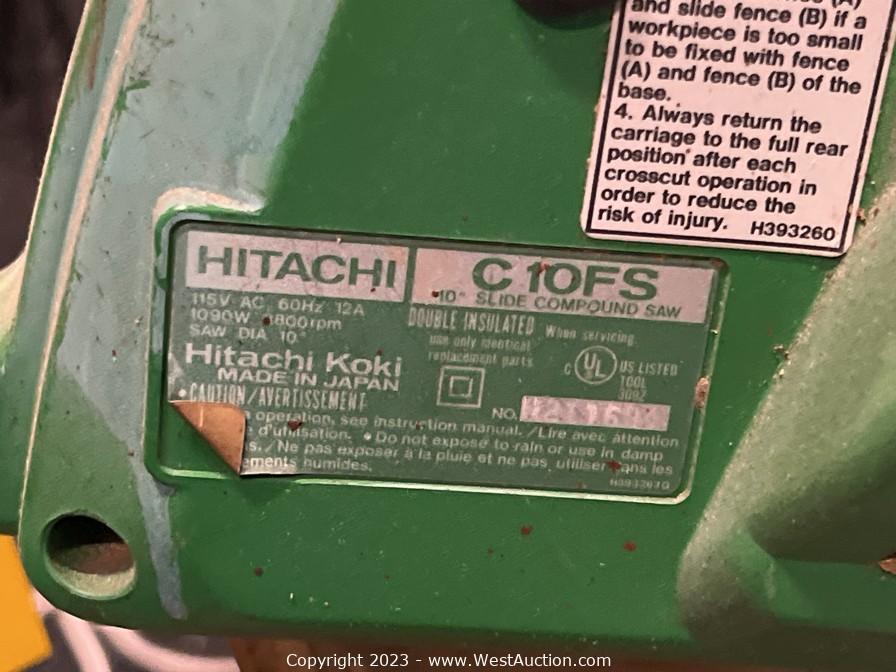 and slide fence (B) if a
workpiece is too small
to be fixed with fence
(A) and fence (B) of the
base.
4. Always return the
carriage to the full rear
position after each
crosscut operation in
order to reduce the
risk of injury. H393260
HITACHI
C 10FS
10" SLIDE COMPOUND SAW
115V AC 60Hz 12A
1090W 3800rpm
SAW DIA 10"
Hitachi Koki
MADE IN JAPAN
DOUBLE INSULATED When servicing
use only identical
replacement parts.
C UL US LISTED
TOOL
309Z
NO.
• CAUTION/AVERTISSEMENT
operation, see instruction manual./Lire avec attention
d'utilisation. • Do not expose to rain or use in damp
s./Ne pas exposer à la pluie et ne pas utiliser dans les
ements humides.
Copyright 2023 - www.WestAuction.com